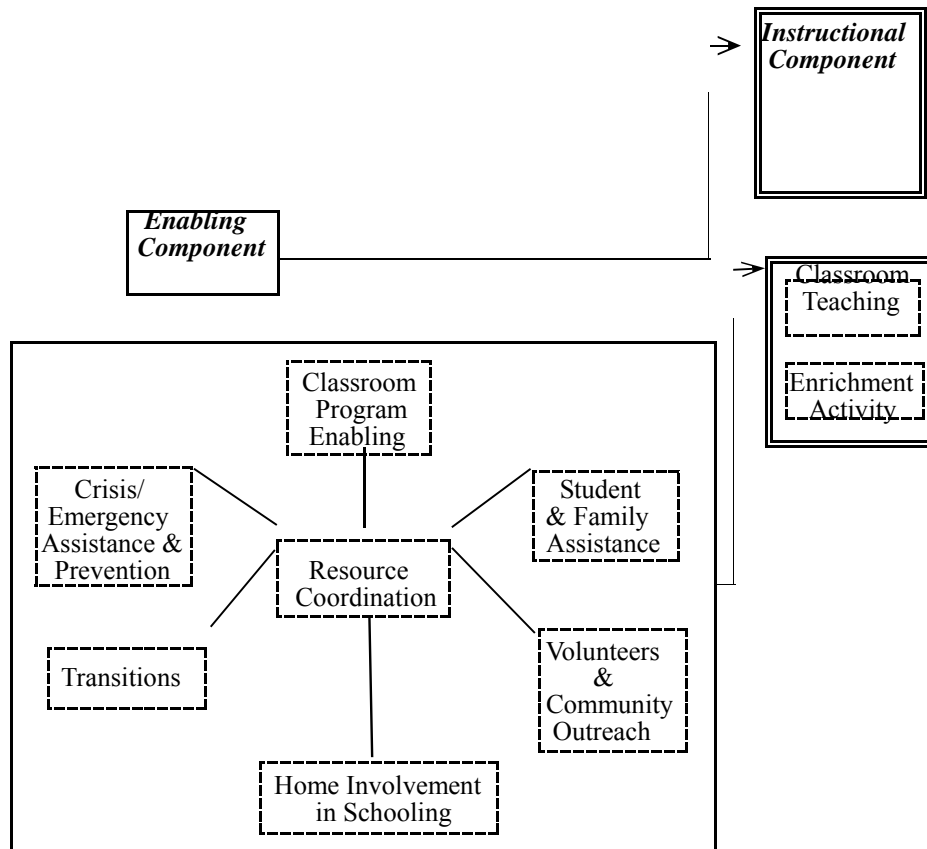 Instructional
Component
Enabling
Component
Classroom
Teaching
Enrichment
Activity
Classroom
Program
Enabling
Crisis/
Emergency
Assistance &
Prevention
Student
& Family
Assistance
Resource
Coordination
Transitions
Volunteers
&
Community
Outreach
Home Involvement
in Schooling